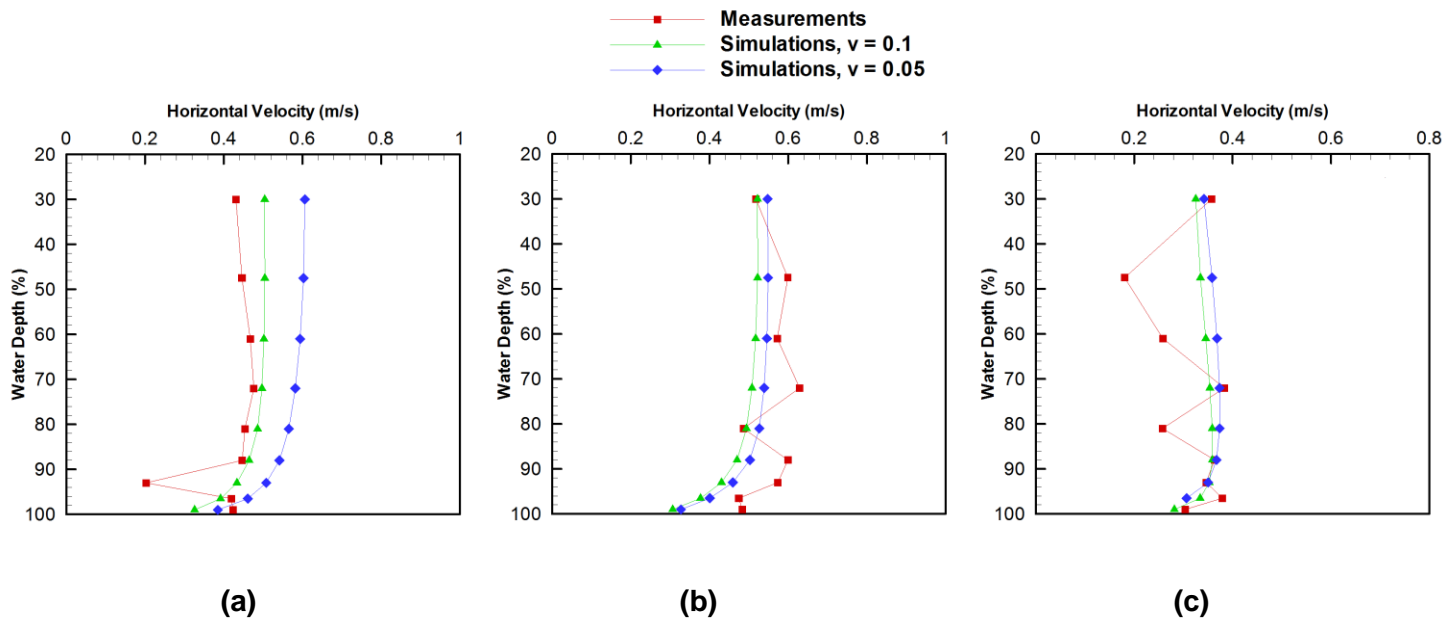 Measurements
Simulations, v = 0.1
Simulations, v = 0.05
Horizontal Velocity (m/s)
0 0.2 0.4 0.6 0.8 1
20
30
40
50
60
70
80
90
100
Water Depth (%)
(a)
Horizontal Velocity (m/s)
0 0.2 0.4 0.6 0.8 1
20
30
40
50
60
70
80
90
100
Water Depth (%)
(b)
Horizontal Velocity (m/s)
0 0.2 0.4 0.6 0.8
20
30
40
50
60
70
80
90
100
Water Depth (%)
(c)